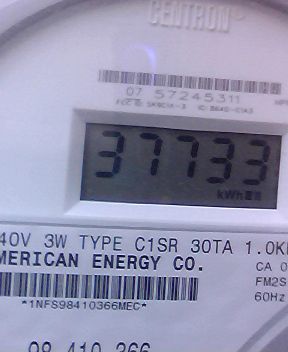 CENTRON
07 57245311
37733
kWh
40V 3W TYPE C1SR 30TA 1.0K
MERICAN ENERGY CO.
CA 0
FM2S
60Hz
*1NFS98410366MEC*
98 410 366